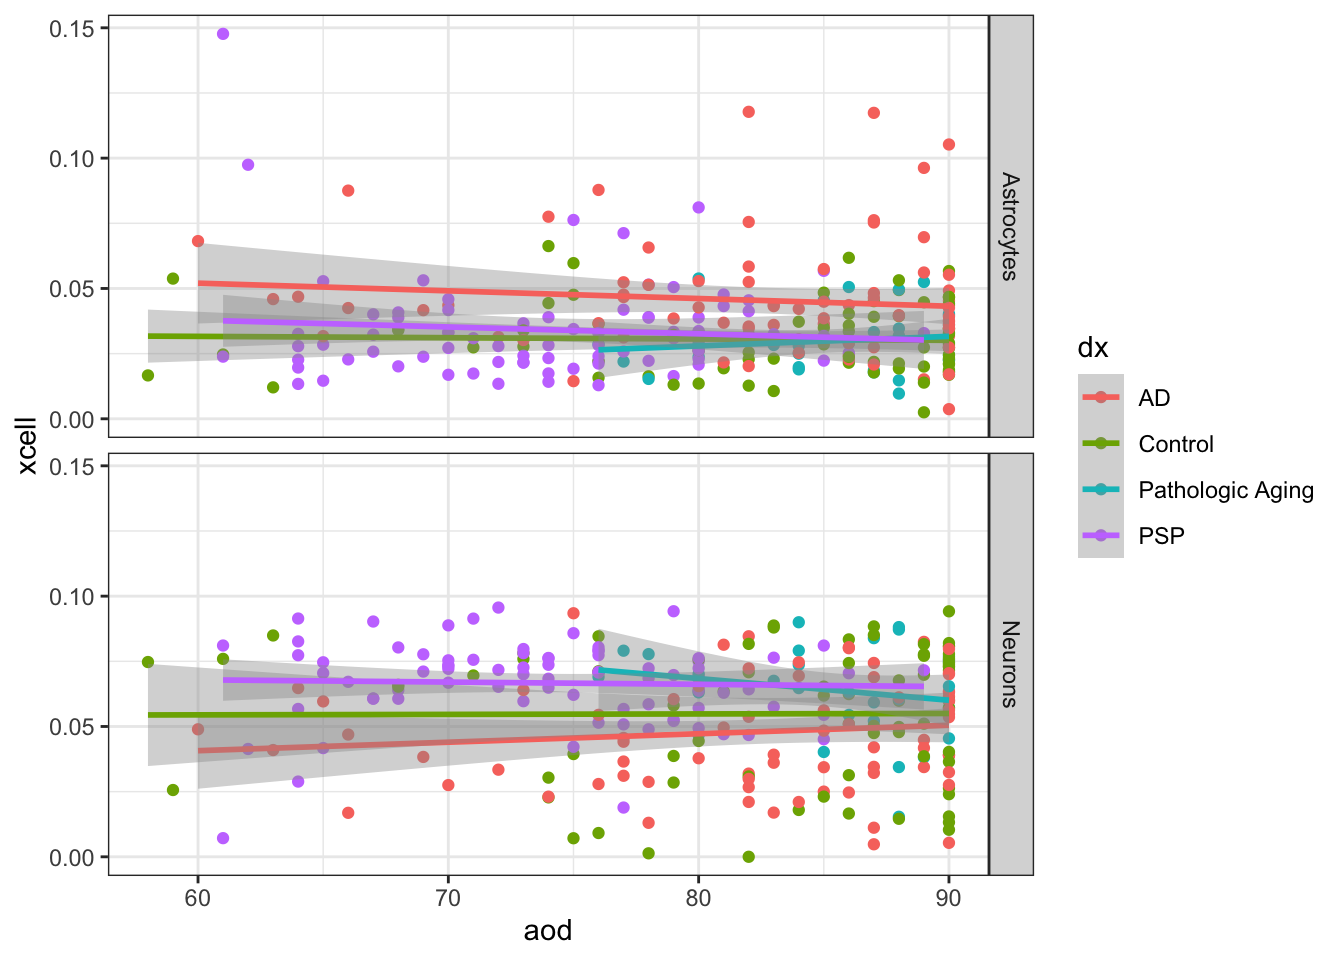 0.15
0.10
0.05
0.00
Astrocytes
0.15
0.10
0.05
0.00
Neurons
xcell
60 70 80 90
aod
dx
AD
Control
Pathologic Aging
PSP